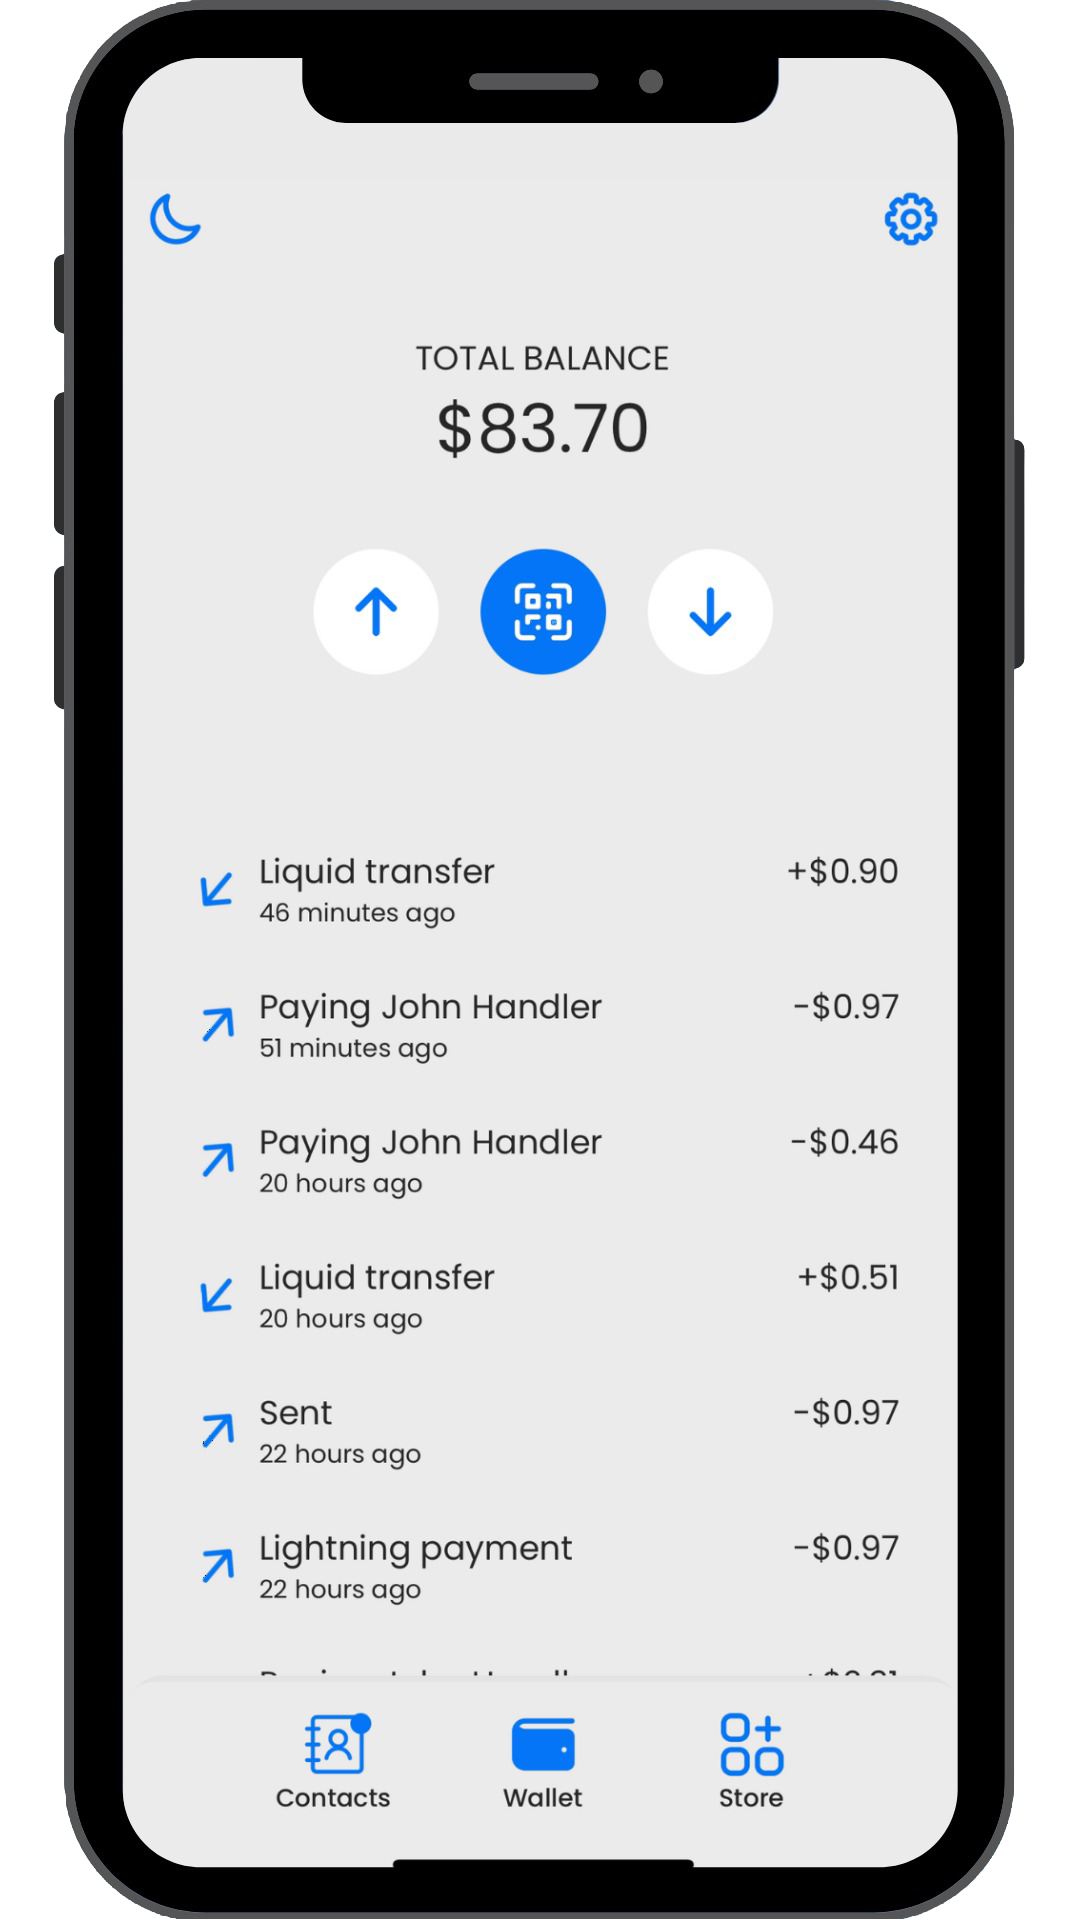 TOTAL BALANCE
$83.70
Liquid transfer +$0.90
46 minutes ago
Paying John Handler -$0.97
51 minutes ago
Paying John Handler -$0.46
20 hours ago
Liquid transfer +$0.51
20 hours ago
Sent -$0.97
22 hours ago
Lightning payment -$0.97
22 hours ago
Contacts Wallet Store